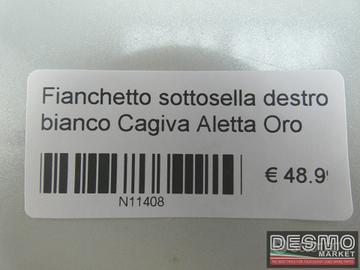 Fianchetto sottosella destro
bianco Cagiva Aletta Oro
€ 48.9
N11408
DESMO
MARKET